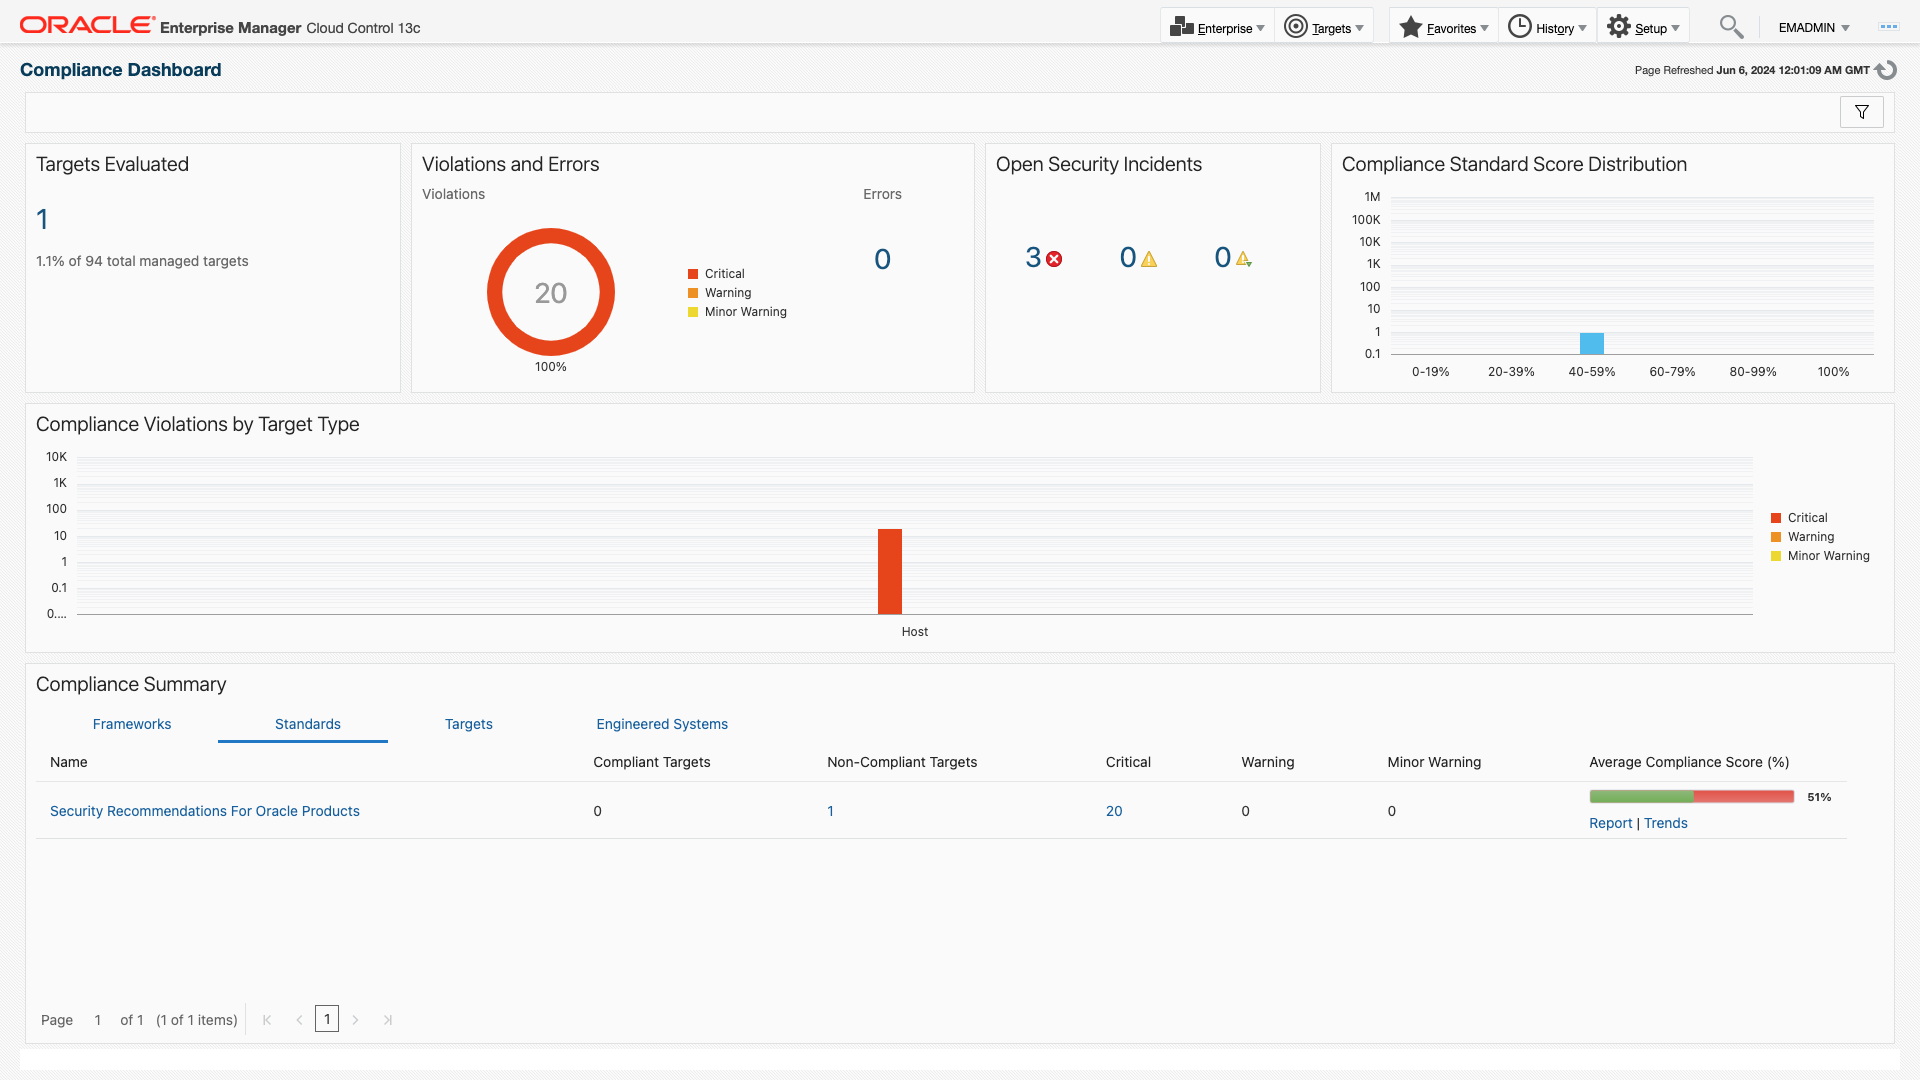 ORACLE Enterprise Manager Cloud Control 13c
Enterprise Targets Favorites History Setup EMADMIN
Compliance Dashboard
Page Refreshed Jun 6, 2024 12:01:09 AM GMT
Targets Evaluated
1
1.1% of 94 total managed targets
Violations and Errors
Violations
Errors
20
100%
Critical
Warning
Minor Warning
0
Open Security Incidents
3 0 0
Compliance Standard Score Distribution
1M
100K
10K
1K
100
10
1
0.1
0-19% 20-39% 40-59% 60-79% 80-99% 100%
Compliance Violations by Target Type
10K
1K
100
10
1
0.1
0....
Host
Critical
Warning
Minor Warning
Compliance Summary
Frameworks Standards Targets Engineered Systems
Name Compliant Targets Non-Compliant Targets Critical Warning Minor Warning Average Compliance Score (%)
Security Recommendations For Oracle Products 0 1 20 0 0 51%
Report | Trends
Page 1 of 1 (1 of 1 items) 1